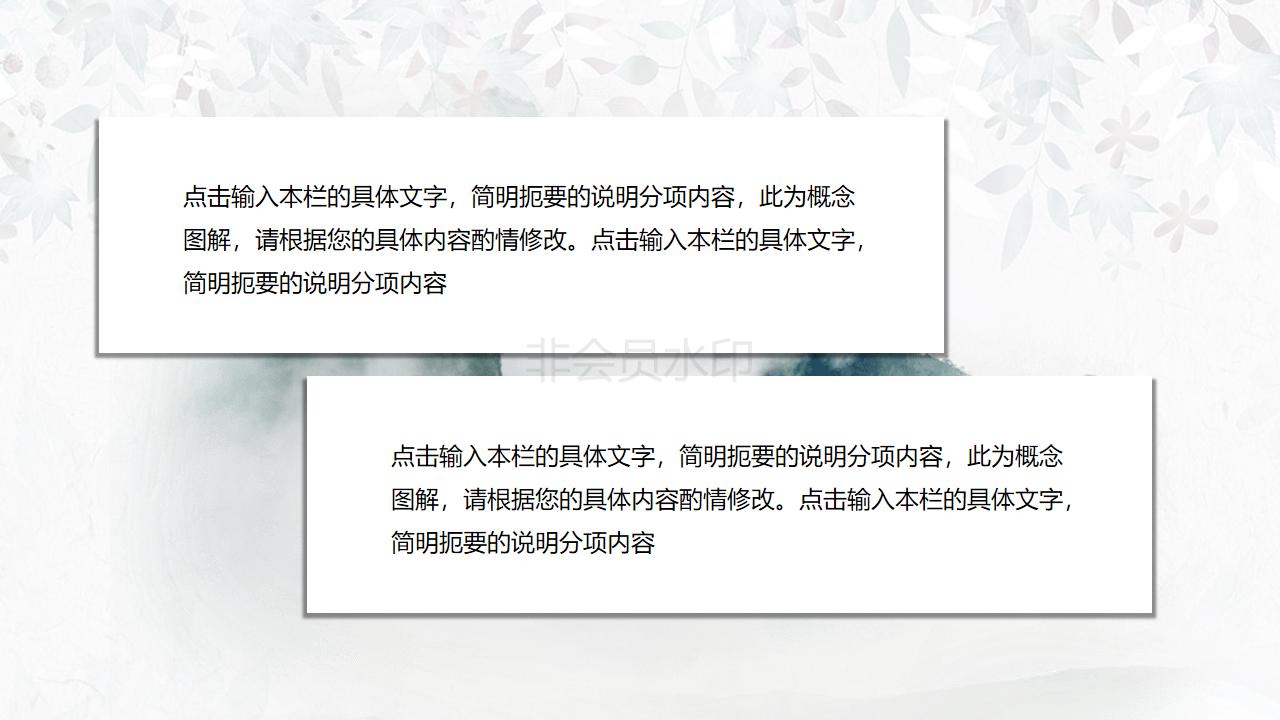 点击输入本栏的具体文字，简明扼要的说明分项内容，此为概念
图解，请根据您的具体内容酌情修改。点击输入本栏的具体文字，
简明扼要的说明分项内容
非会员水印
点击输入本栏的具体文字，简明扼要的说明分项内容，此为概念
图解，请根据您的具体内容酌情修改。点击输入本栏的具体文字，
简明扼要的说明分项内容